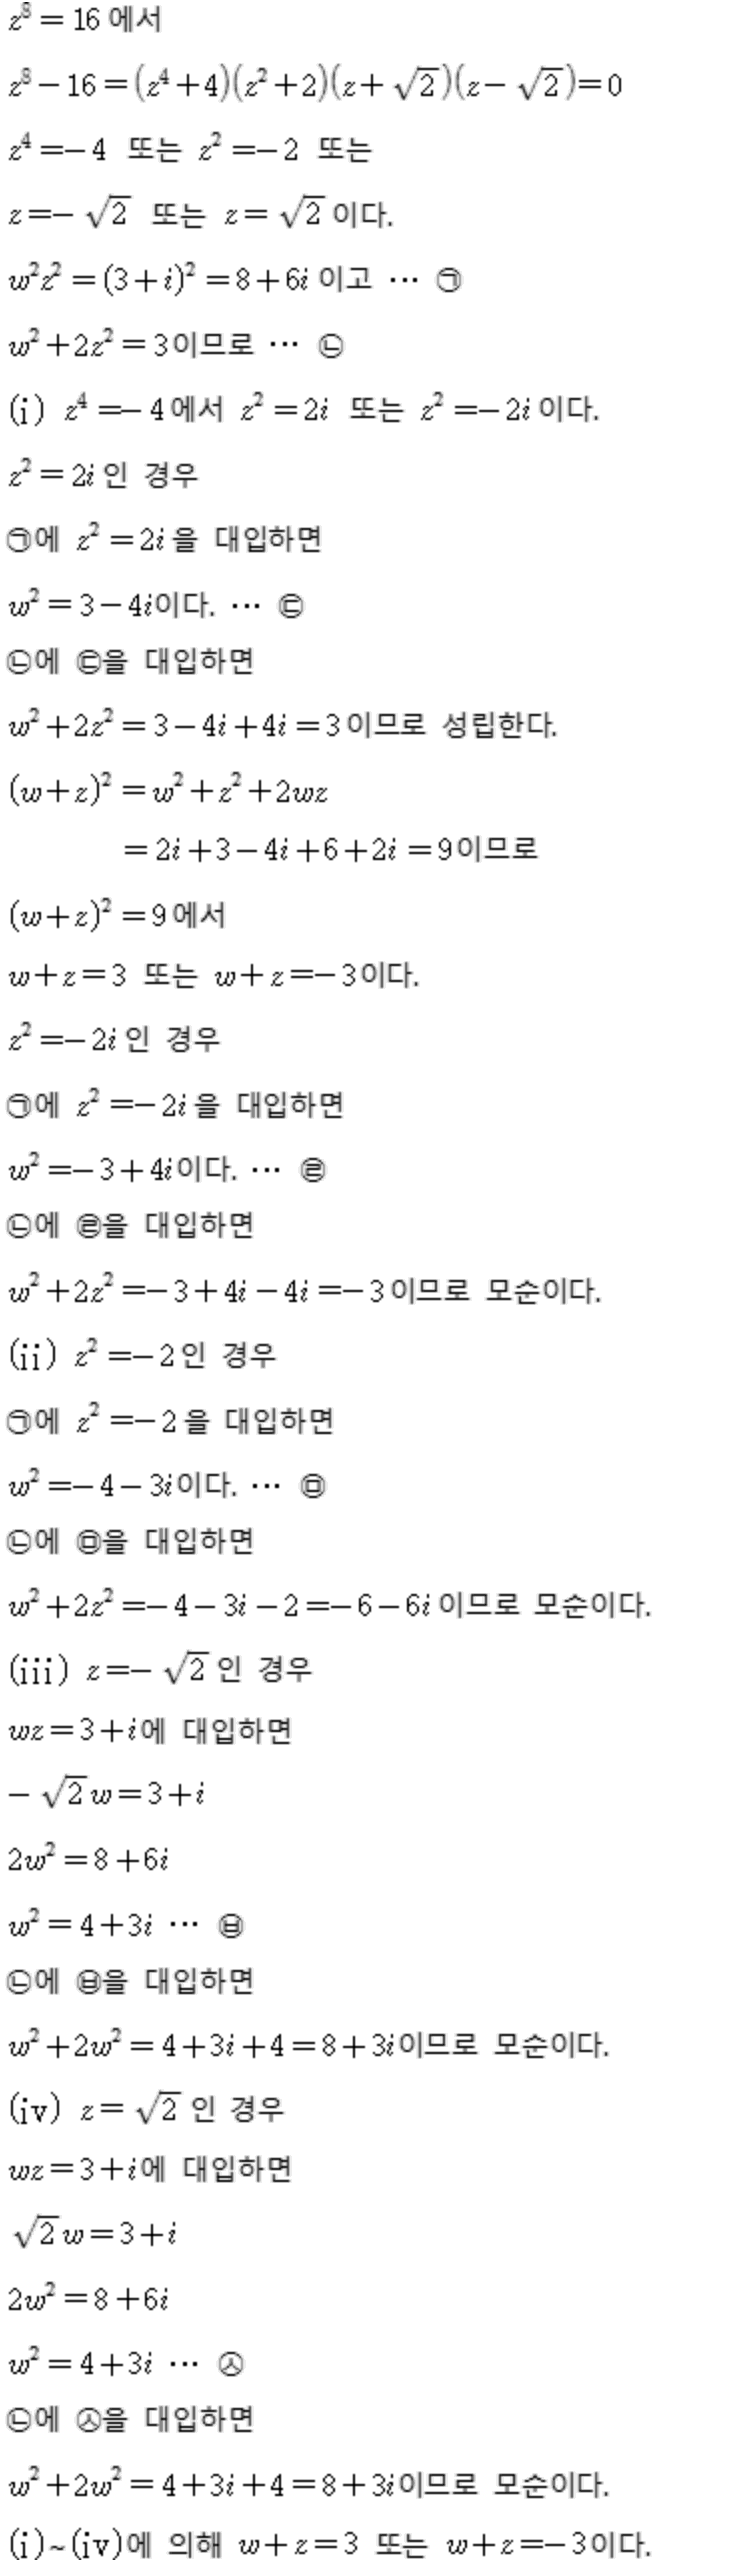 z⁸ = 16 에서
z⁸ − 16 = (z⁴ + 4)(z² + 2)(z + √2)(z − √2) = 0
z⁴ = −4 또는 z² = −2 또는
z = −√2 또는 z = √2 이다.
w²z² = (3 + i)² = 8 + 6i 이고 ⋯ ㉠
w² + 2z² = 3이므로 ⋯ ㉡
(i) z⁴ = −4에서 z² = 2i 또는 z² = −2i 이다.
z² = 2i 인 경우
㉠에 z² = 2i 을 대입하면
w² = 3 − 4i이다. ⋯ ㉢
㉡에 ㉢을 대입하면
w² + 2z² = 3 − 4i + 4i = 3이므로 성립한다.
(w + z)² = w² + z² + 2wz
= 2i + 3 − 4i + 6 + 2i = 9이므로
(w + z)² = 9에서
w + z = 3 또는 w + z = −3이다.
z² = −2i 인 경우
㉠에 z² = −2i 을 대입하면
w² = −3 + 4i이다. ⋯ ㉣
㉡에 ㉣을 대입하면
w² + 2z² = −3 + 4i − 4i = −3이므로 모순이다.
(ii) z² = −2인 경우
㉠에 z² = −2 을 대입하면
w² = −4 − 3i이다. ⋯ ㉤
㉡에 ㉤을 대입하면
w² + 2z² = −4 − 3i − 2 = −6 − 6i 이므로 모순이다.
(iii) z = −√2 인 경우
wz = 3 + i에 대입하면
−√2w = 3 + i
2w² = 8 + 6i
w² = 4 + 3i ⋯ ㉥
㉡에 ㉥을 대입하면
w² + 2w² = 4 + 3i + 4 = 8 + 3i이므로 모순이다.
(iv) z = √2 인 경우
wz = 3 + i에 대입하면
√2w = 3 + i
2w² = 8 + 6i
w² = 4 + 3i ⋯ ㉦
㉡에 ㉦을 대입하면
w² + 2w² = 4 + 3i + 4 = 8 + 3i이므로 모순이다.
(i)~(iv)에 의해 w + z = 3 또는 w + z = −3이다.